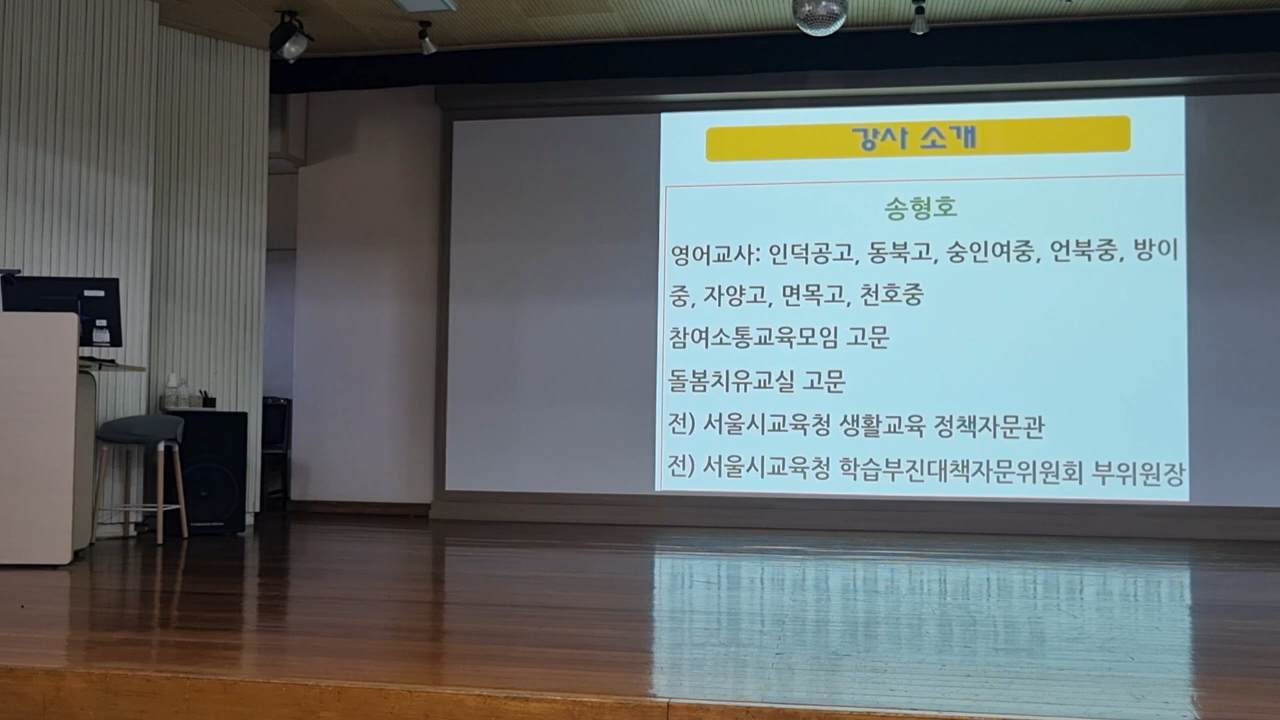 강사 소개
송형호
영어교사: 인덕공고, 동북고, 숭인여중, 언북중, 방이
중, 자양고, 면목고, 천호중
참여소통교육모임 고문
돌봄치유교실 고문
전) 서울시교육청 생활교육 정책자문관
전) 서울시교육청 학습부진대책자문위원회 부위원장